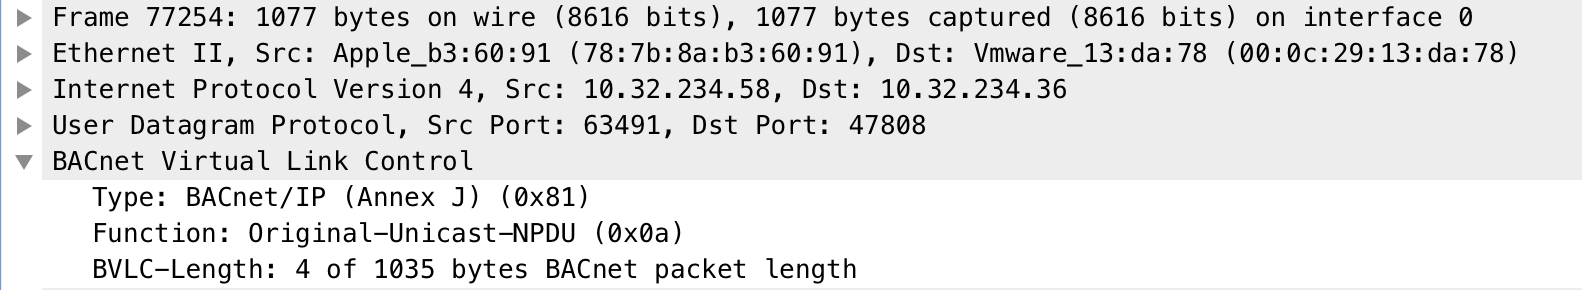 Frame 77254: 1077 bytes on wire (8616 bits), 1077 bytes captured (8616 bits) on interface 0
Ethernet II, Src: Apple_b3:60:91 (78:7b:8a:b3:60:91), Dst: Vmware_13:da:78 (00:0c:29:13:da:78)
Internet Protocol Version 4, Src: 10.32.234.58, Dst: 10.32.234.36
User Datagram Protocol, Src Port: 63491, Dst Port: 47808
BACnet Virtual Link Control
Type: BACnet/IP (Annex J) (0x81)
Function: Original-Unicast-NPDU (0x0a)
BVLC-Length: 4 of 1035 bytes BACnet packet length